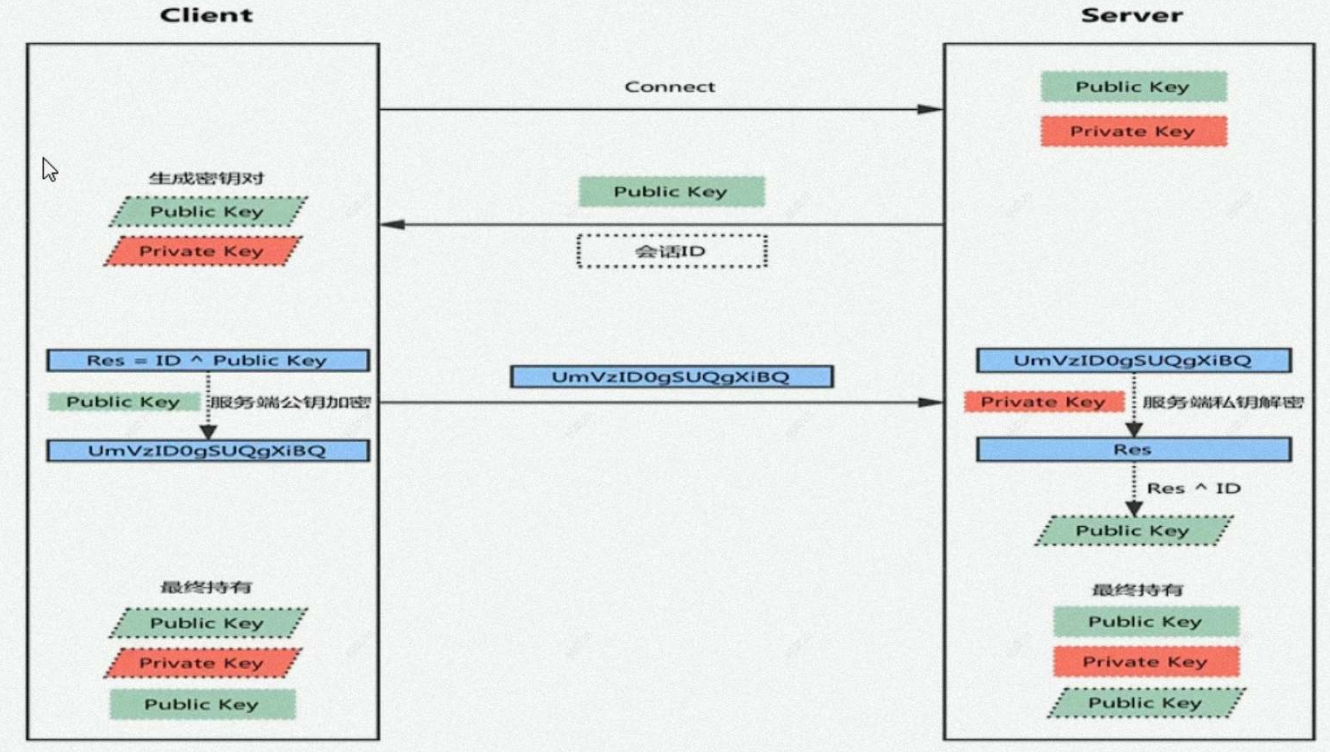 Client
Server
Connect
Public Key
Private Key
生成密钥对
Public Key
Private Key
Public Key
会话ID
Res = ID ^ Public Key
Public Key
服务端公钥加密
UmVzID0gSUQgXiBQ
UmVzID0gSUQgXiBQ
UmVzID0gSUQgXiBQ
Private Key
服务端私钥解密
Res
Res ^ ID
Public Key
最终持有
Public Key
Private Key
Public Key
最终持有
Public Key
Private Key
Public Key